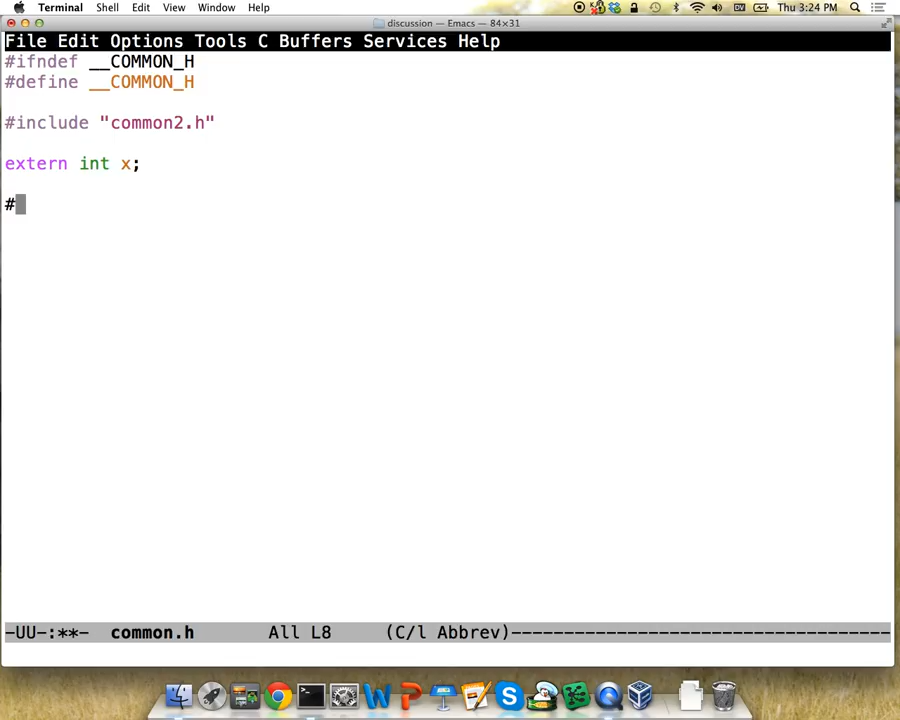 Terminal Shell Edit View Window Help Thu 3:24 PM
discussion — Emacs — 84×31
File Edit Options Tools C Buffers Services Help
#ifndef __COMMON_H
#define __COMMON_H
#include "common2.h"
extern int x;
#
-UU-:**- common.h All L8 (C/l Abbrev)----------------------------------------